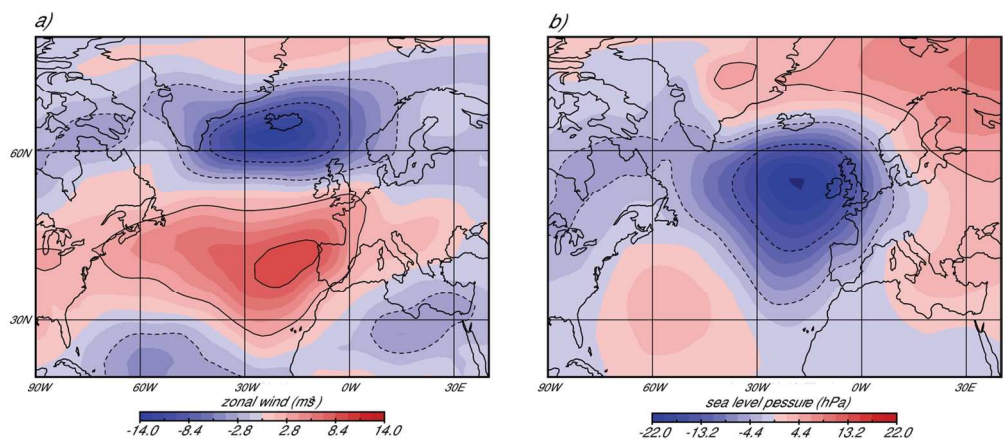 a)
60N
30N
90W 60W 30W 0W 30E
zonal wind (ms)
-14.0 -8.4 -2.8 2.8 8.4 14.0
b)
90W 60W 30W 0W 30E
sea level pessure (hPa)
-22.0 -13.2 -4.4 4.4 13.2 22.0